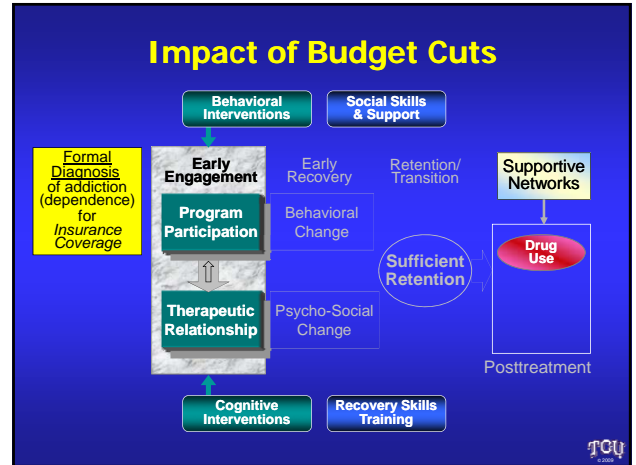 Impact of Budget Cuts
Behavioral
Interventions
Social Skills
& Support
Formal
Diagnosis
of addiction
(dependence)
for
Insurance
Coverage
Early
Engagement
Early
Recovery
Retention/
Transition
Supportive
Networks
Program
Participation
Behavioral
Change
Sufficient
Retention
Drug
Use
Therapeutic
Relationship
Psycho-Social
Change
Posttreatment
Cognitive
Interventions
Recovery Skills
Training
TCU
© 2009